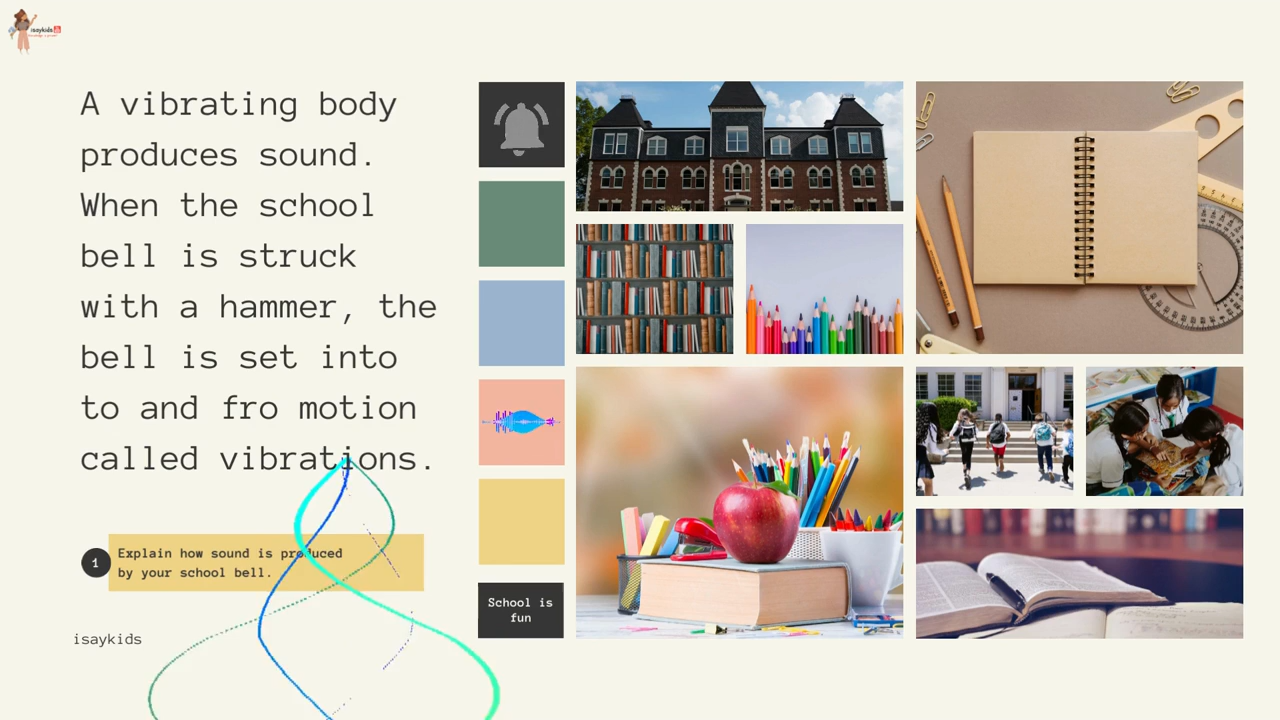 isaykids
A vibrating body
produces sound.
When the school
bell is struck
with a hammer, the
bell is set into
to and fro motion
called vibrations.
1
Explain how sound is produced
by your school bell.
isaykids
School is
fun